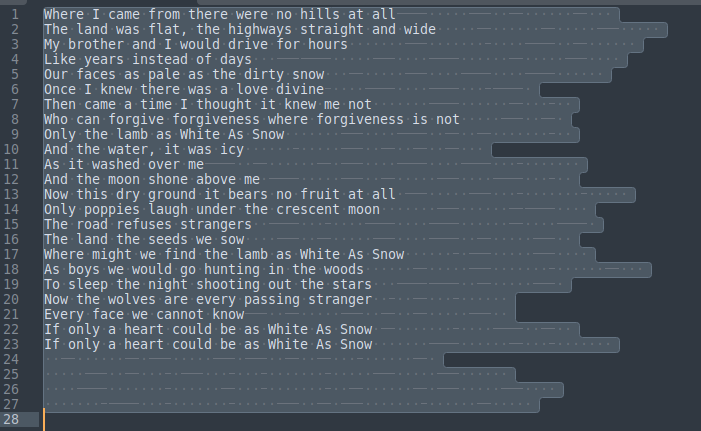 1 Where I came from there were no hills at all
2 The land was flat, the highways straight and wide
3 My brother and I would drive for hours
4 Like years instead of days
5 Our faces as pale as the dirty snow
6 Once I knew there was a love divine
7 Then came a time I thought it knew me not
8 Who can forgive forgiveness where forgiveness is not
9 Only the lamb as White As Snow
10 And the water, it was icy
11 As it washed over me
12 And the moon shone above me
13 Now this dry ground it bears no fruit at all
14 Only poppies laugh under the crescent moon
15 The road refuses strangers
16 The land the seeds we sow
17 Where might we find the lamb as White As Snow
18 As boys we would go hunting in the woods
19 To sleep the night shooting out the stars
20 Now the wolves are every passing stranger
21 Every face we cannot know
22 If only a heart could be as White As Snow
23 If only a heart could be as White As Snow
24
25
26
27
28